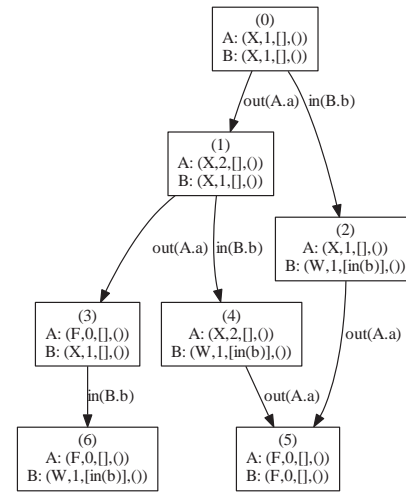 (0)
A: (X,1,[],())
B: (X,1,[],())
out(A.a)
in(B.b)
(1)
A: (X,2,[],())
B: (X,1,[],())
(2)
A: (X,1,[],())
B: (W,1,[in(b)],())
out(A.a)
in(B.b)
(3)
A: (F,0,[],())
B: (X,1,[],())
(4)
A: (X,2,[],())
B: (W,1,[in(b)],())
out(A.a)
in(B.b)
out(A.a)
(6)
A: (F,0,[],())
B: (W,1,[in(b)],())
(5)
A: (F,0,[],())
B: (F,0,[],())